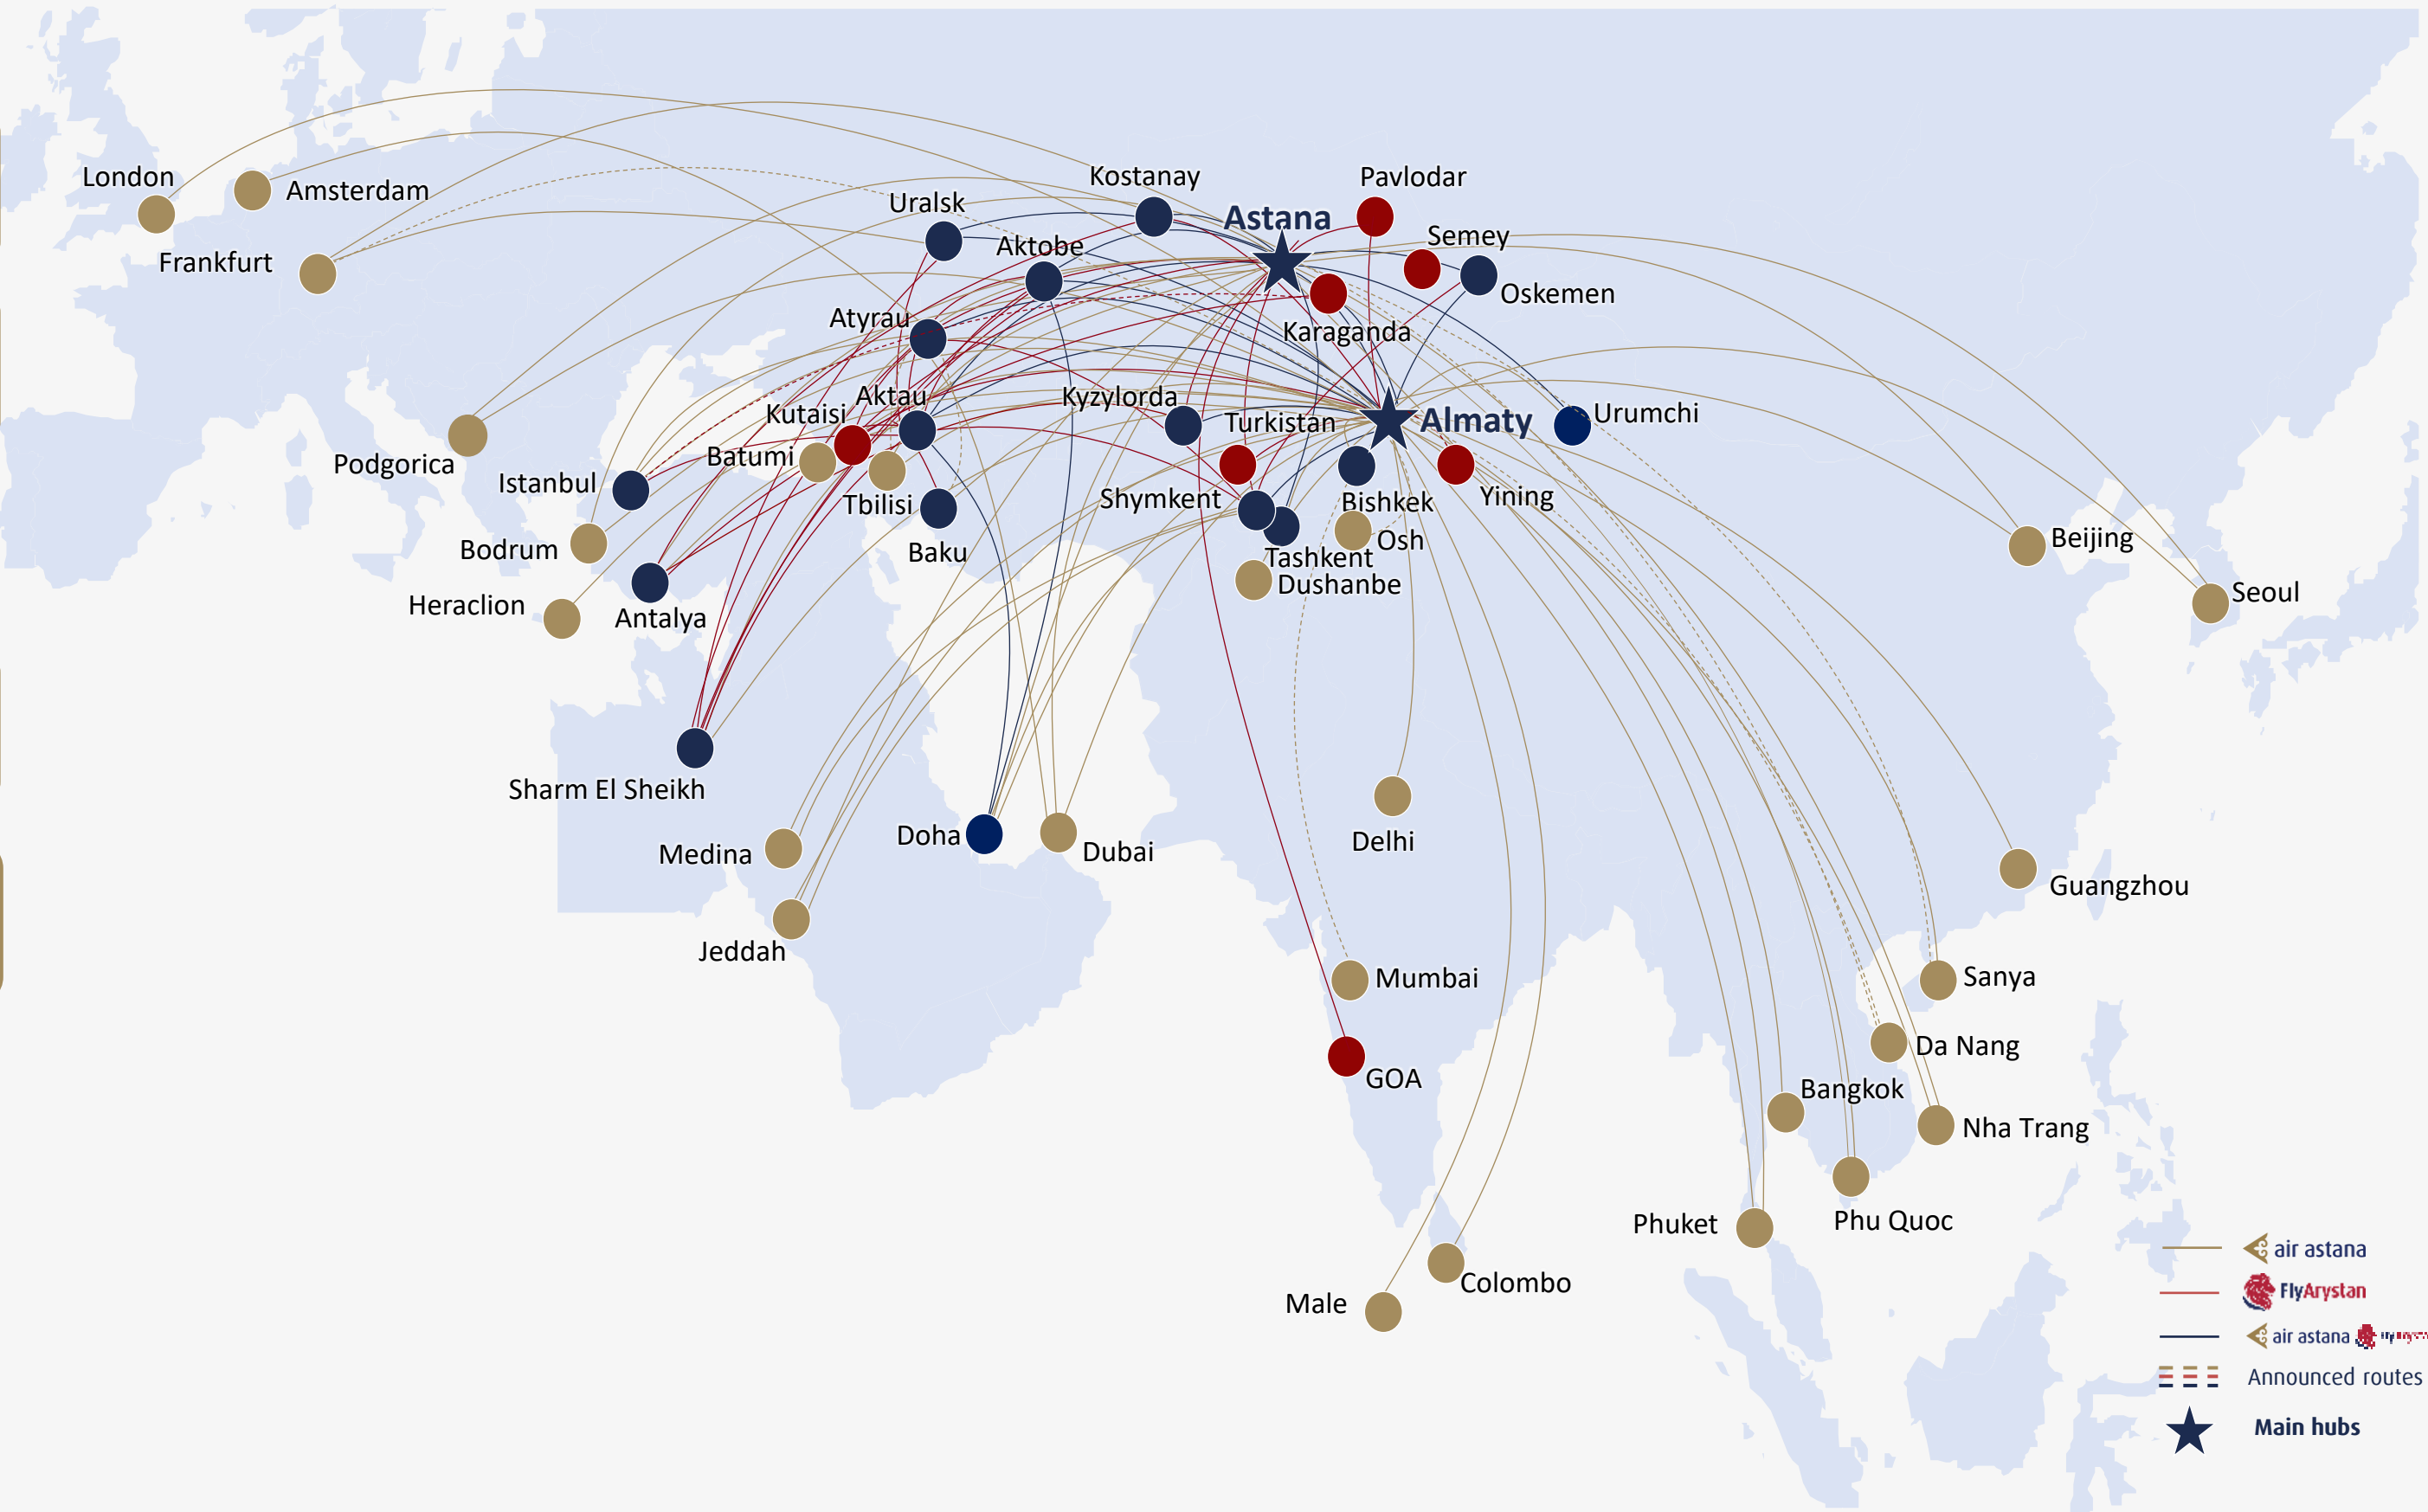 London
Amsterdam
Frankfurt
Kostanay
Pavlodar
Uralsk
Astana
Semey
Aktobe
Oskemen
Atyrau
Karaganda
Aktau
Kyzylorda
Kutaisi
Turkistan
Almaty
Urumchi
Batumi
Podgorica
Istanbul
Tbilisi
Shymkent
Bishkek
Yining
Bodrum
Baku
Osh
Beijing
Tashkent
Dushanbe
Heraclion
Antalya
Seoul
Sharm El Sheikh
Medina
Doha
Dubai
Delhi
Guangzhou
Jeddah
Mumbai
Sanya
Da Nang
GOA
Bangkok
Nha Trang
Phuket
Phu Quoc
Colombo
Male
air astana
FlyArystan
air astana
Announced routes
Main hubs